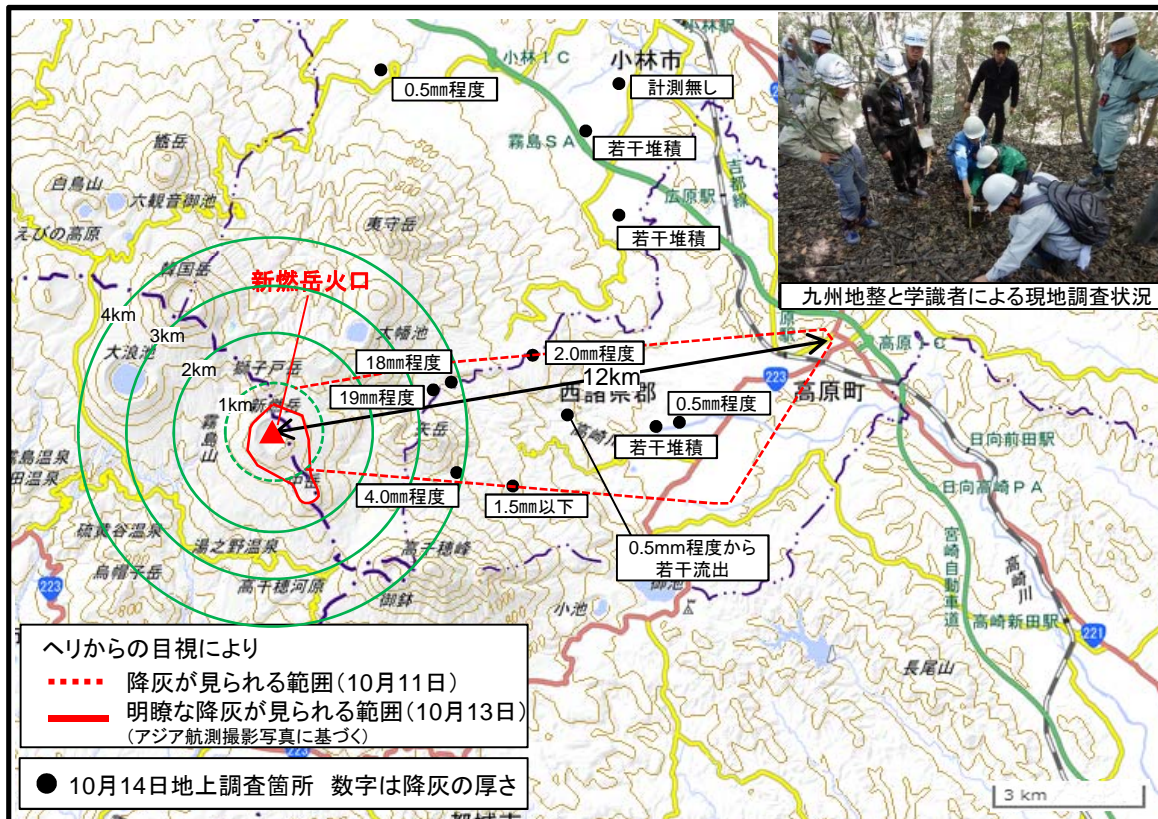 小林駅
小林IC
小林市
0.5㎜程度
計測無し
霧島SA
若干堆積
吉都線
広原駅
甑岳
白鳥山
六観音御池
えびの高原
夷守岳
若干堆積
九州地整と学識者による現地調査状況
韓国岳
新燃岳火口
4km
3km
2km
1km
大浪池
大幡池
獅子戸岳
18㎜程度
2.0㎜程度
12km
高原IC
223
高原町
西諸県郡
19㎜程度
新燃岳
霧島山
矢岳
0.5㎜程度
若干堆積
日向前田駅
中岳
4.0㎜程度
1.5㎜以下
日向高崎PA
硫黄谷温泉
湯之野温泉
烏帽子岳
高千穂河原
高千穂峰
御鉢
0.5mm程度から
若干流出
御池
小池
宮崎自動車道
高崎川
高崎新田駅
223
221
長尾山
ヘリからの目視により
降灰が見られる範囲(10月11日)
明瞭な降灰が見られる範囲(10月13日)
(アジア航測撮影写真に基づく)
10月14日地上調査箇所 数字は降灰の厚さ
3 km